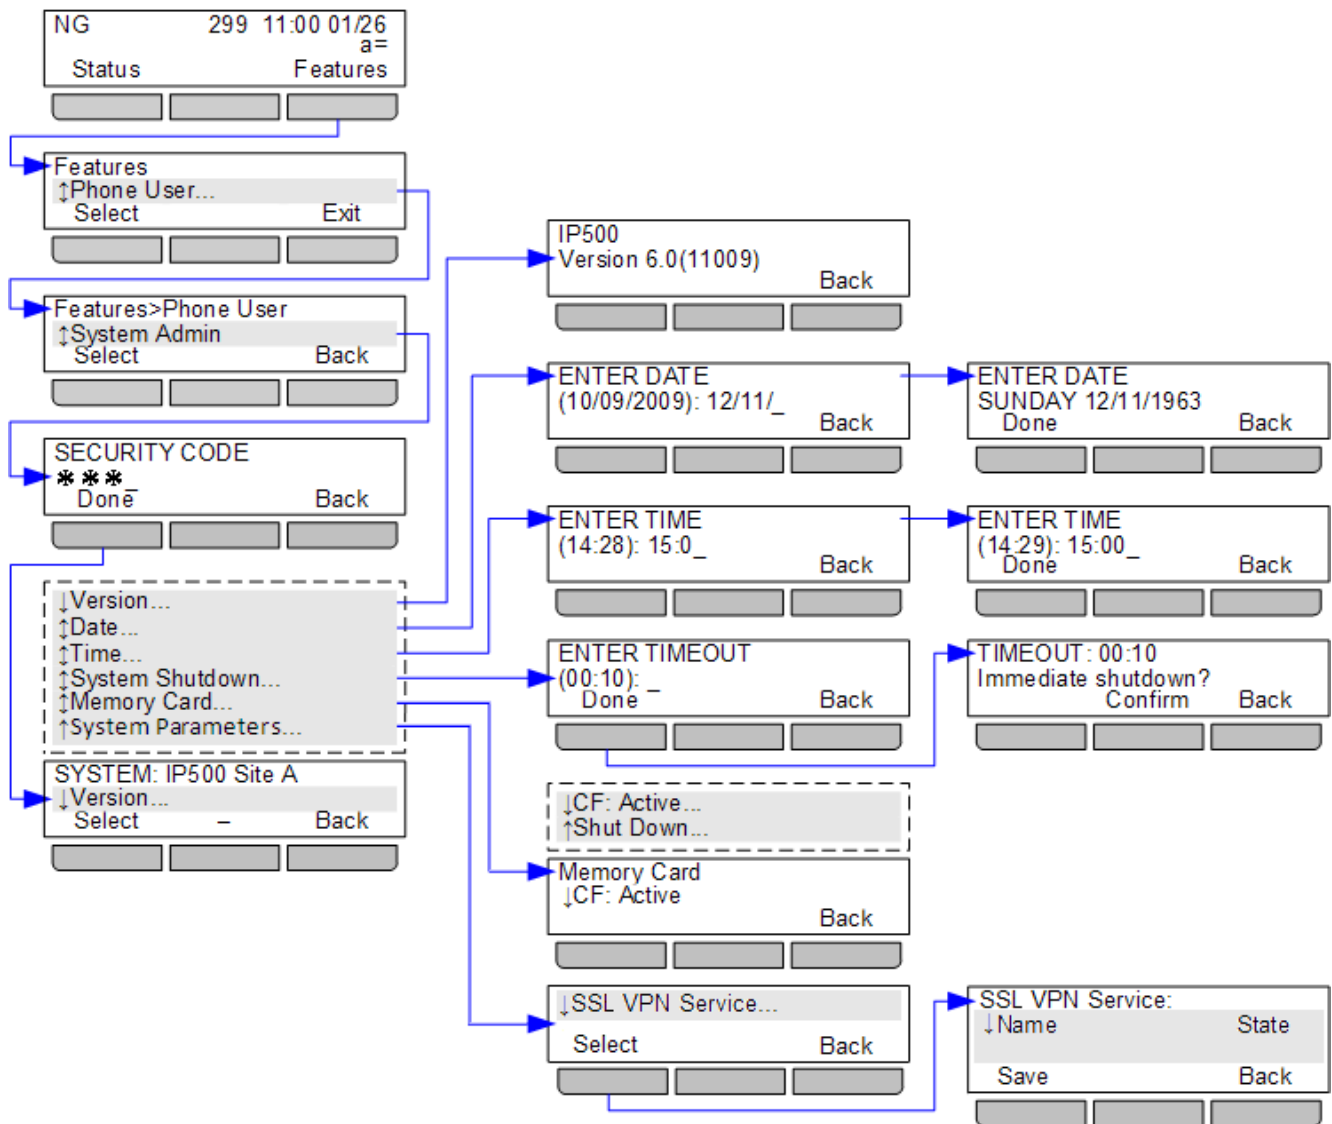 NG 299 11:00 01/26
a=
Status Features
Features
↕Phone User...
Select Exit
Features>Phone User
↕System Admin
Select Back
SECURITY CODE
***_
Done Back
↓Version...
↕Date...
↕Time...
↕System Shutdown...
↕Memory Card...
↑System Parameters...
SYSTEM: IP500 Site A
↓Version...
Select – Back
IP500
Version 6.0(11009)
Back
ENTER DATE
(10/09/2009): 12/11/_
Back
ENTER DATE
SUNDAY 12/11/1963
Done Back
ENTER TIME
(14:28): 15:0_
Back
ENTER TIME
(14:29): 15:00_
Done Back
ENTER TIMEOUT
(00:10): _
Done Back
TIMEOUT: 00:10
Immediate shutdown?
Confirm Back
↓CF: Active...
↑Shut Down...
Memory Card
↓CF: Active
Back
↓SSL VPN Service...
Select Back
SSL VPN Service:
↓Name State
Save Back